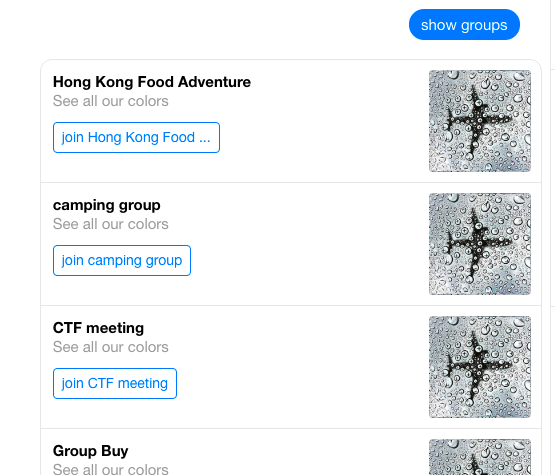 show groups
Hong Kong Food Adventure
See all our colors
join Hong Kong Food ...
camping group
See all our colors
join camping group
CTF meeting
See all our colors
join CTF meeting
Group Buy
See all our colors